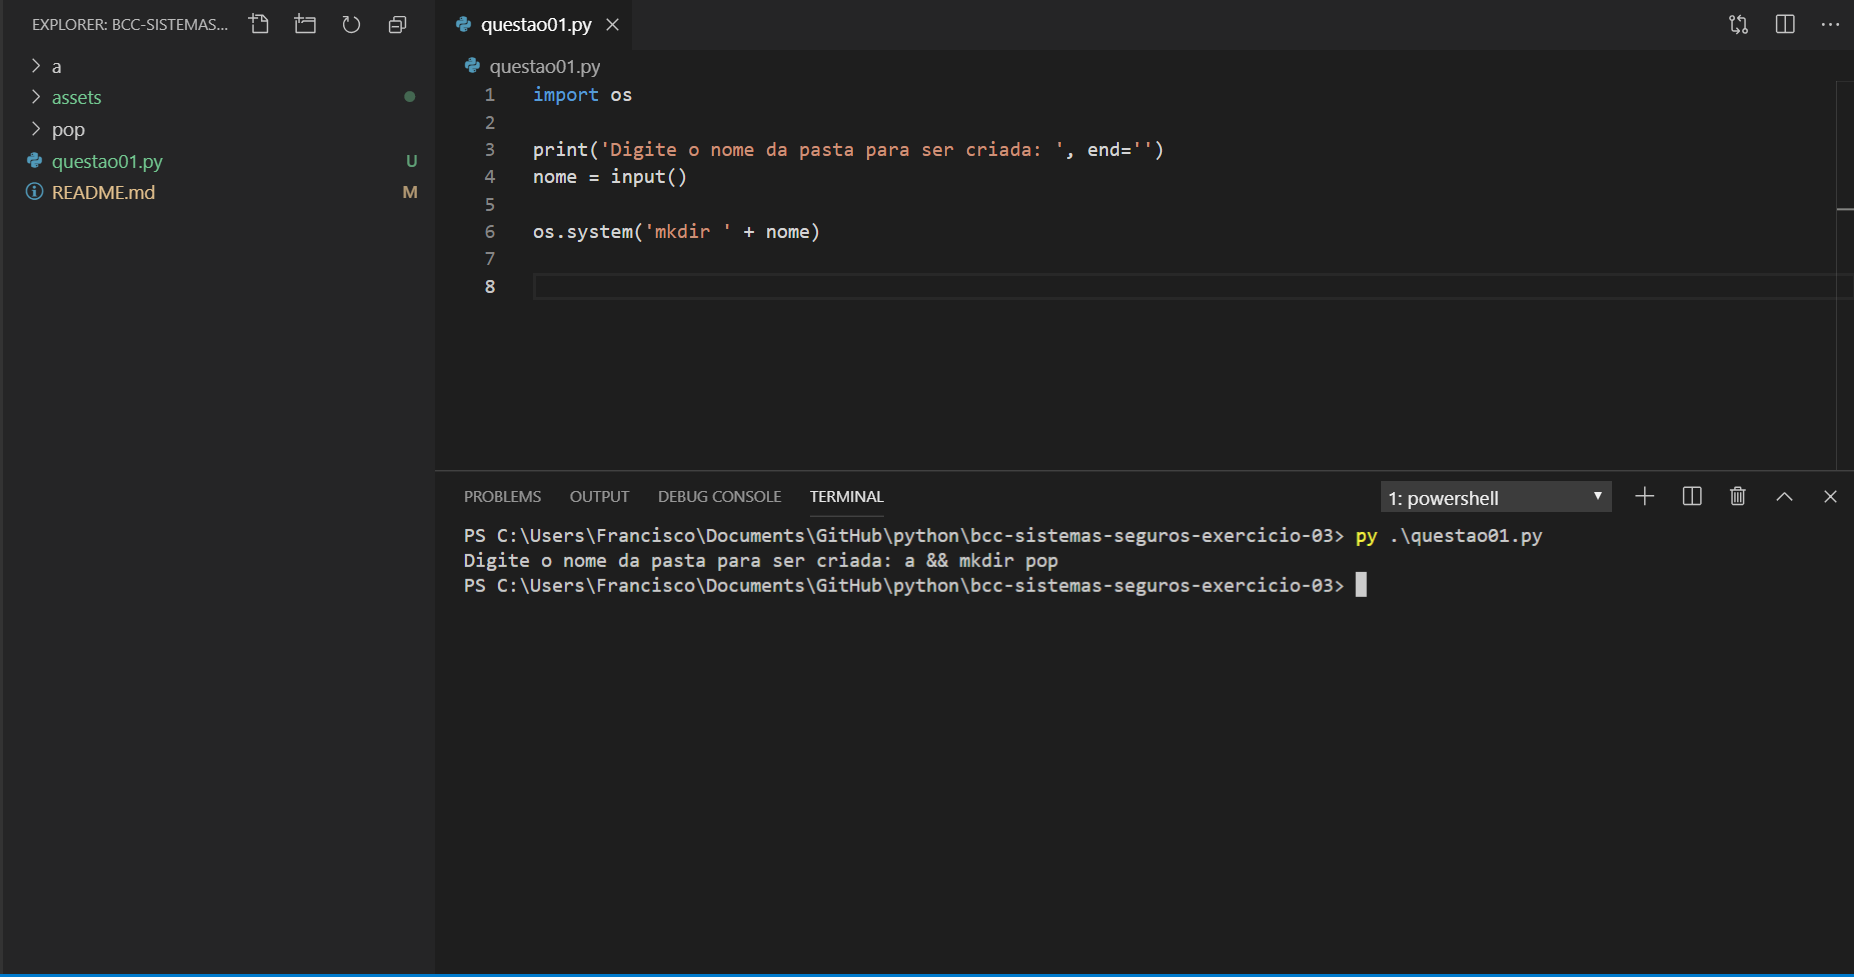 EXPLORER: BCC-SISTEMAS...
a
assets
pop
questao01.py U
README.md M
questao01.py
questao01.py
1 import os
2
3 print('Digite o nome da pasta para ser criada: ', end='')
4 nome = input()
5
6 os.system('mkdir ' + nome)
7
8
PROBLEMS OUTPUT DEBUG CONSOLE TERMINAL 1: powershell
PS C:\Users\Francisco\Documents\GitHub\python\bcc-sistemas-seguros-exercicio-03> py .\questao01.py
Digite o nome da pasta para ser criada: a && mkdir pop
PS C:\Users\Francisco\Documents\GitHub\python\bcc-sistemas-seguros-exercicio-03>